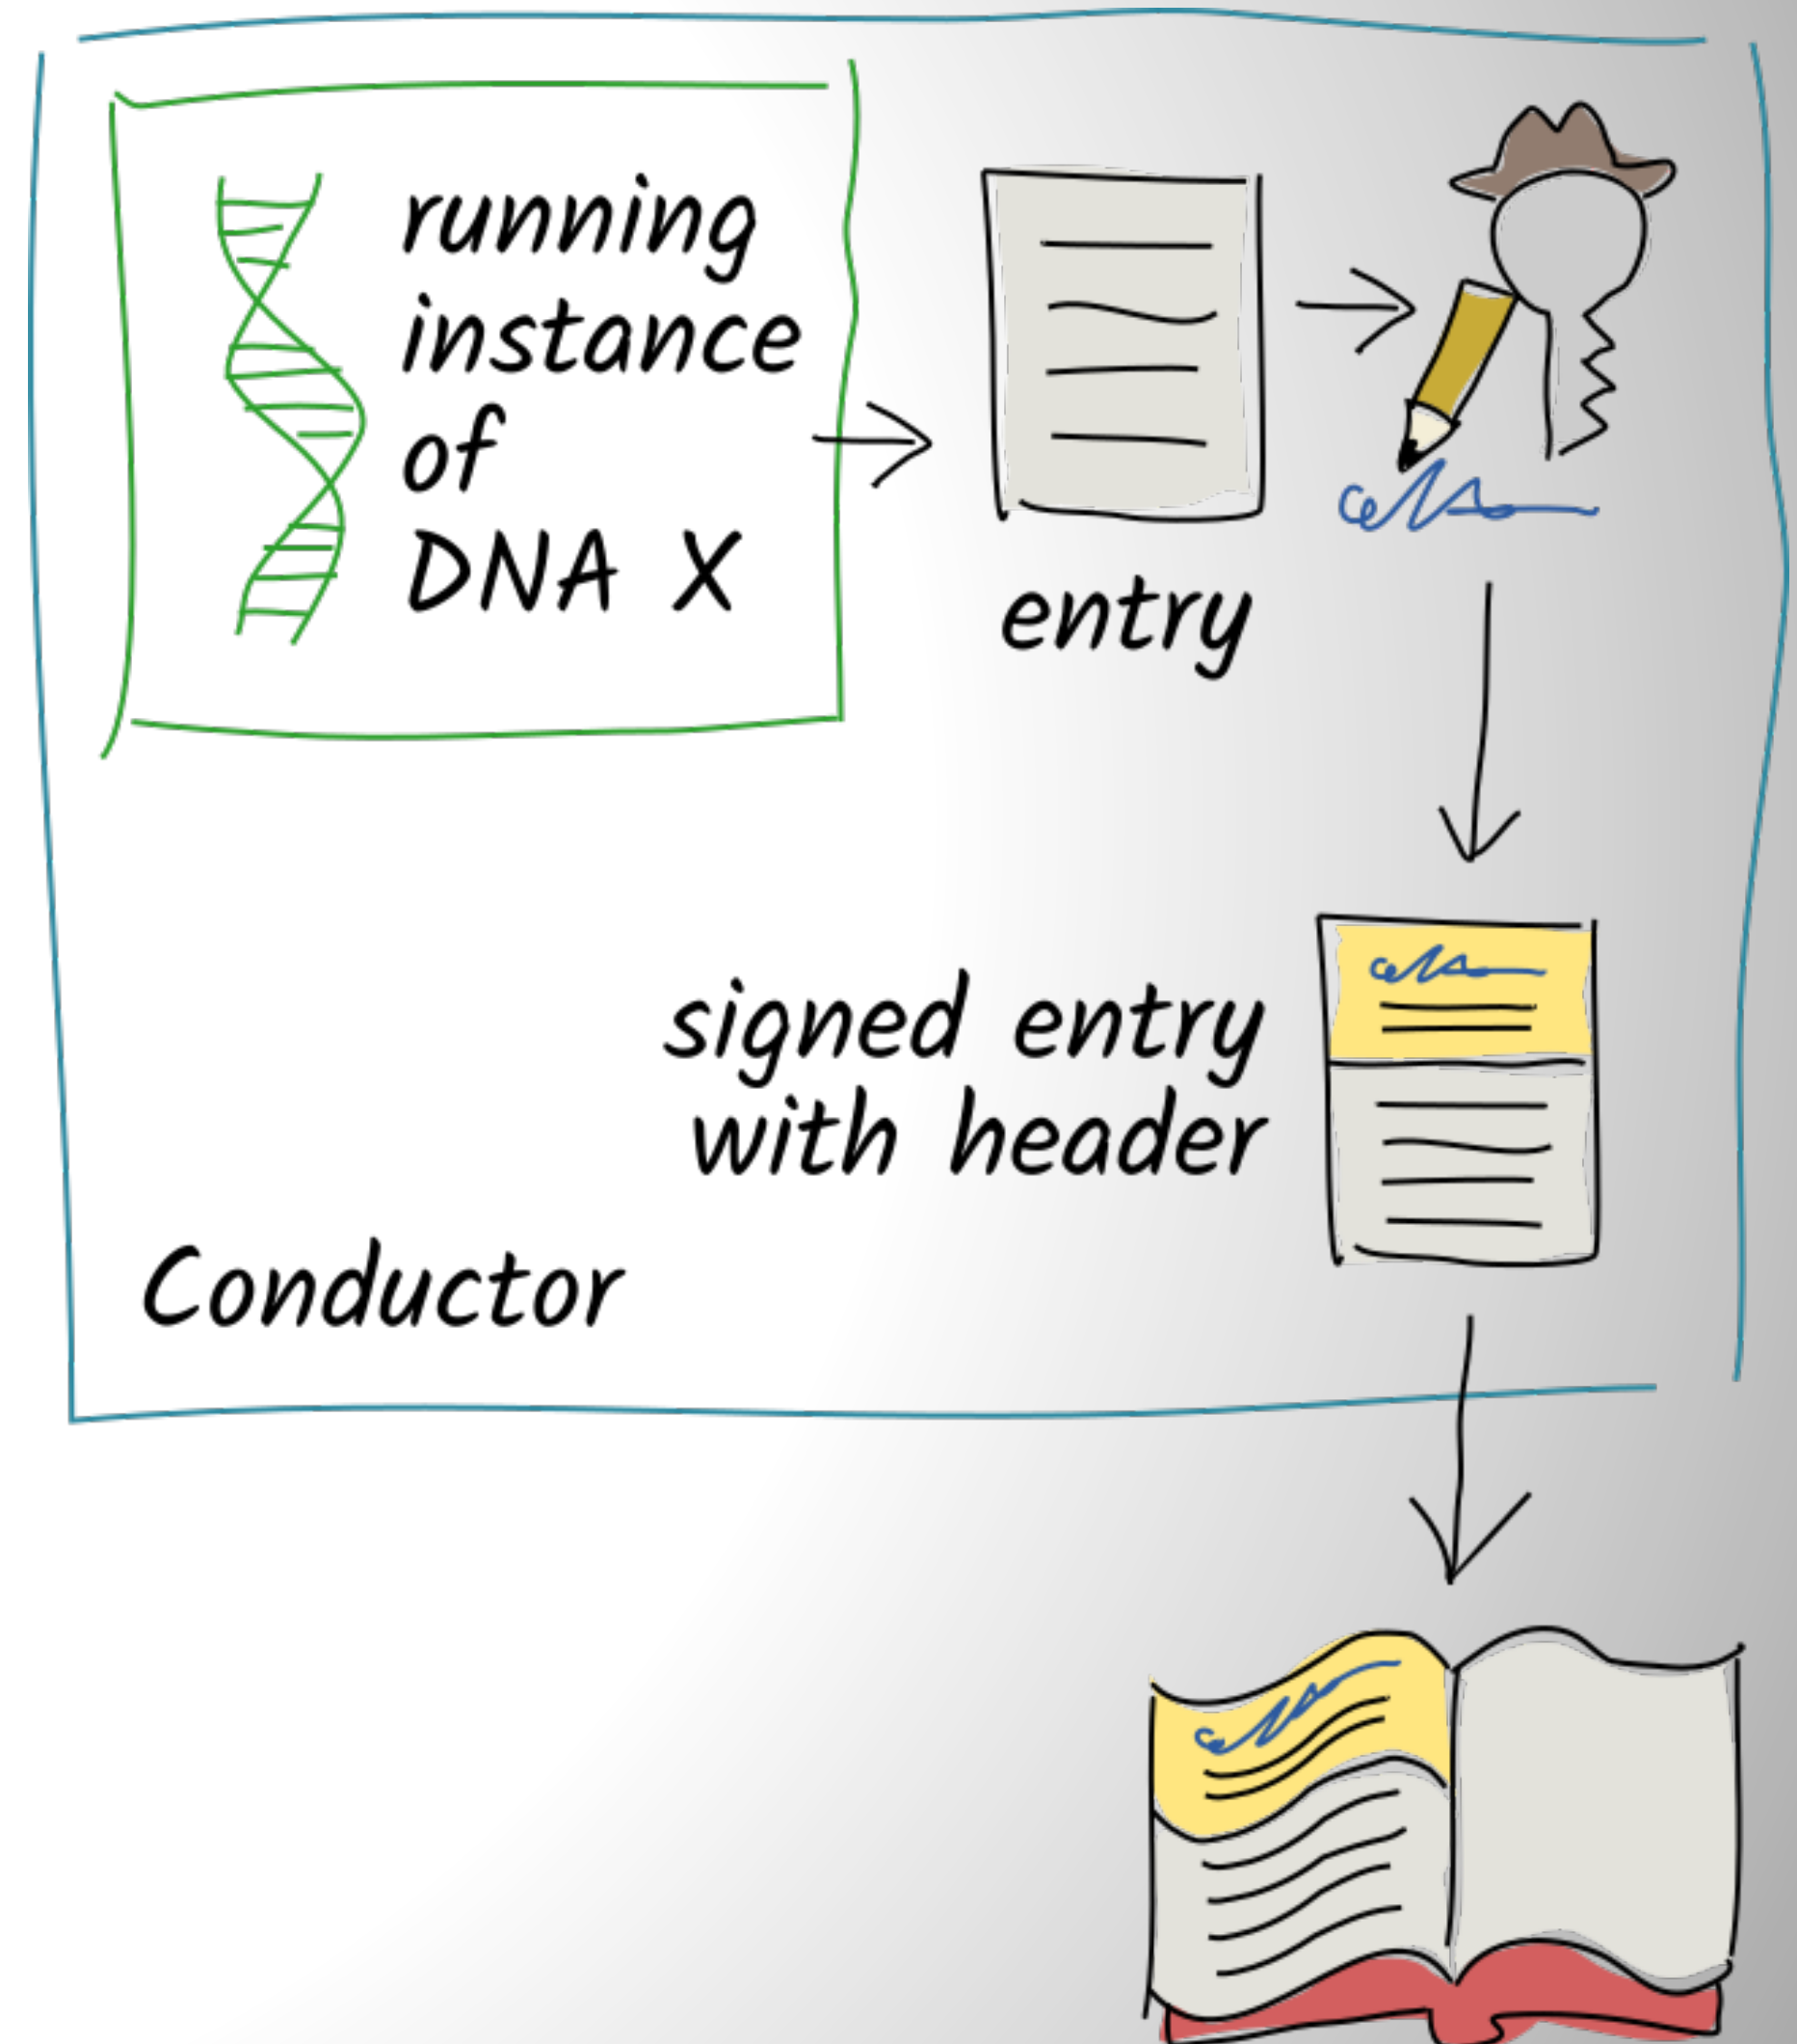 running
instance
of
DNA X
entry
signed entry
with header
Conductor